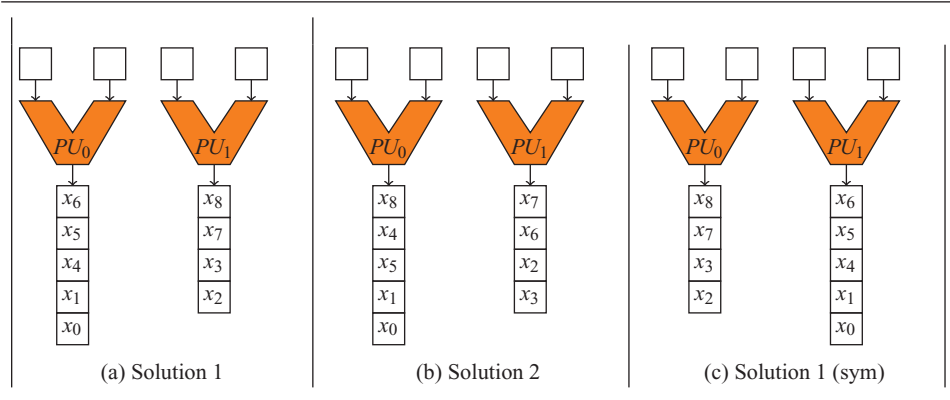 PU₀ PU₁ PU₀ PU₁ PU₀ PU₁
x₆ x₈ x₈ x₇ x₈ x₆
x₅ x₇ x₄ x₆ x₇ x₅
x₄ x₃ x₅ x₂ x₃ x₄
x₁ x₂ x₁ x₃ x₂ x₁
x₀ x₀ x₀
(a) Solution 1 (b) Solution 2 (c) Solution 1 (sym)